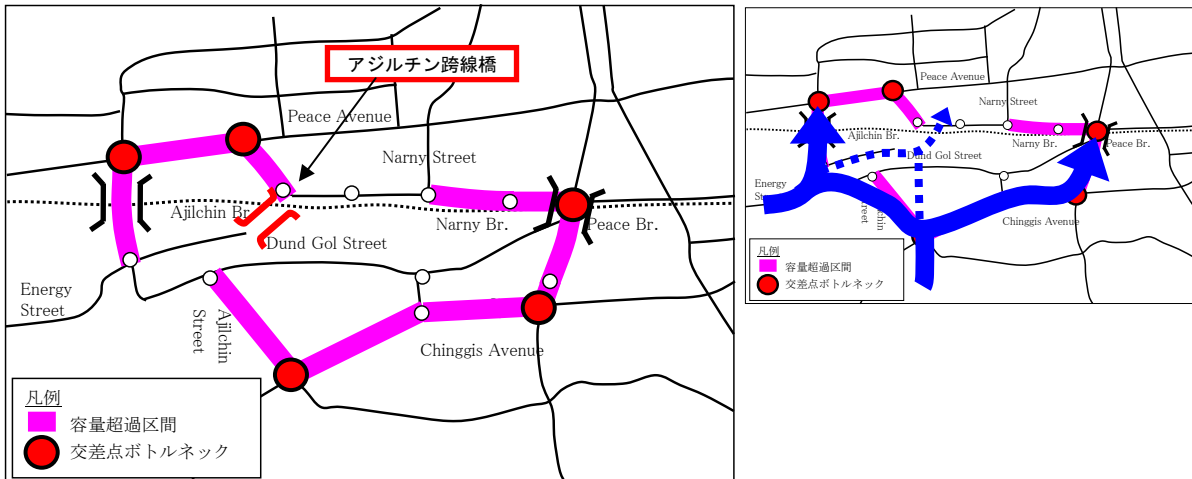 アジルチン跨線橋
Peace Avenue
Narny Street
Ajilchin Br.
Narny Br.
Peace Br.
Dund Gol Street
Energy
Street
Ajilchin
Street
Chinggis Avenue
凡例
容量超過区間
交差点ボトルネック
Peace Avenue
Narny Street
Ajilchin Br.
Narny Br.
Peace Br.
Dund Gol Street
Energy
Chinggis Avenue
凡例
容量超過区間
交差点ボトルネック